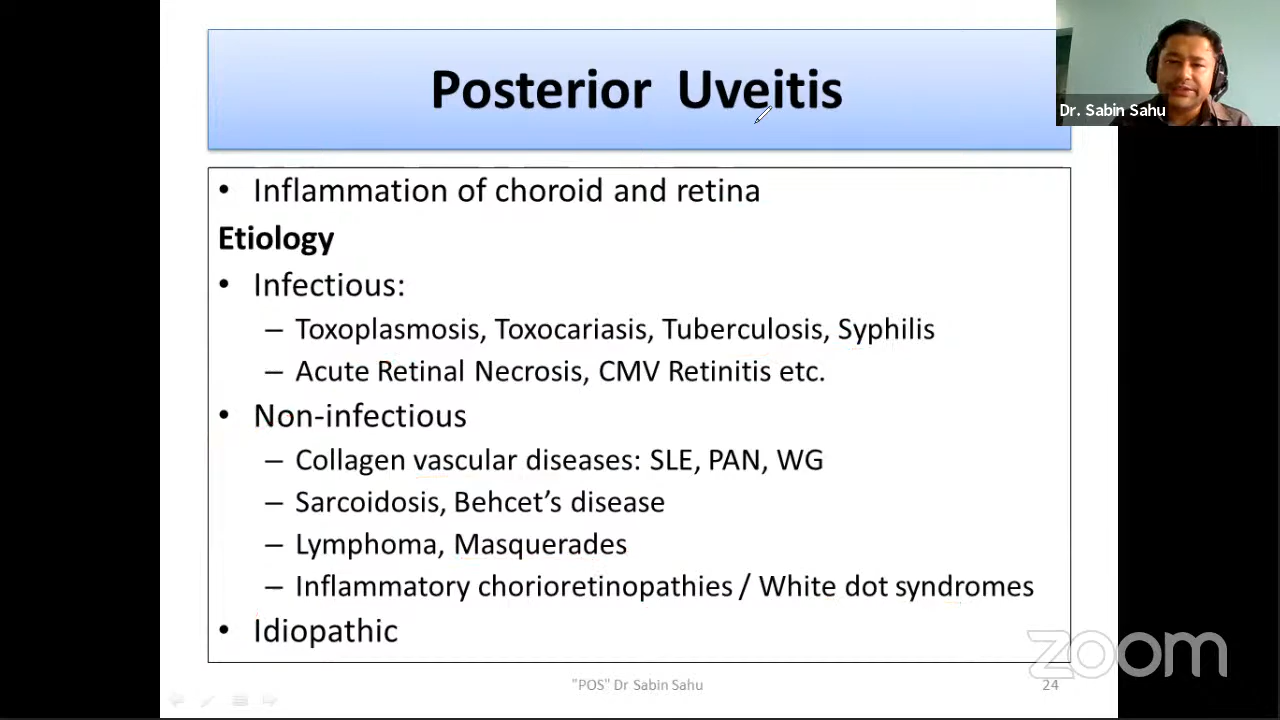 Posterior Uveitis
Dr. Sabin Sahu
• Inflammation of choroid and retina
Etiology
• Infectious:
– Toxoplasmosis, Toxocariasis, Tuberculosis, Syphilis
– Acute Retinal Necrosis, CMV Retinitis etc.
• Non-infectious
– Collagen vascular diseases: SLE, PAN, WG
– Sarcoidosis, Behcet’s disease
– Lymphoma, Masquerades
– Inflammatory chorioretinopathies / White dot syndromes
• Idiopathic
zoom
"POS" Dr Sabin Sahu
24